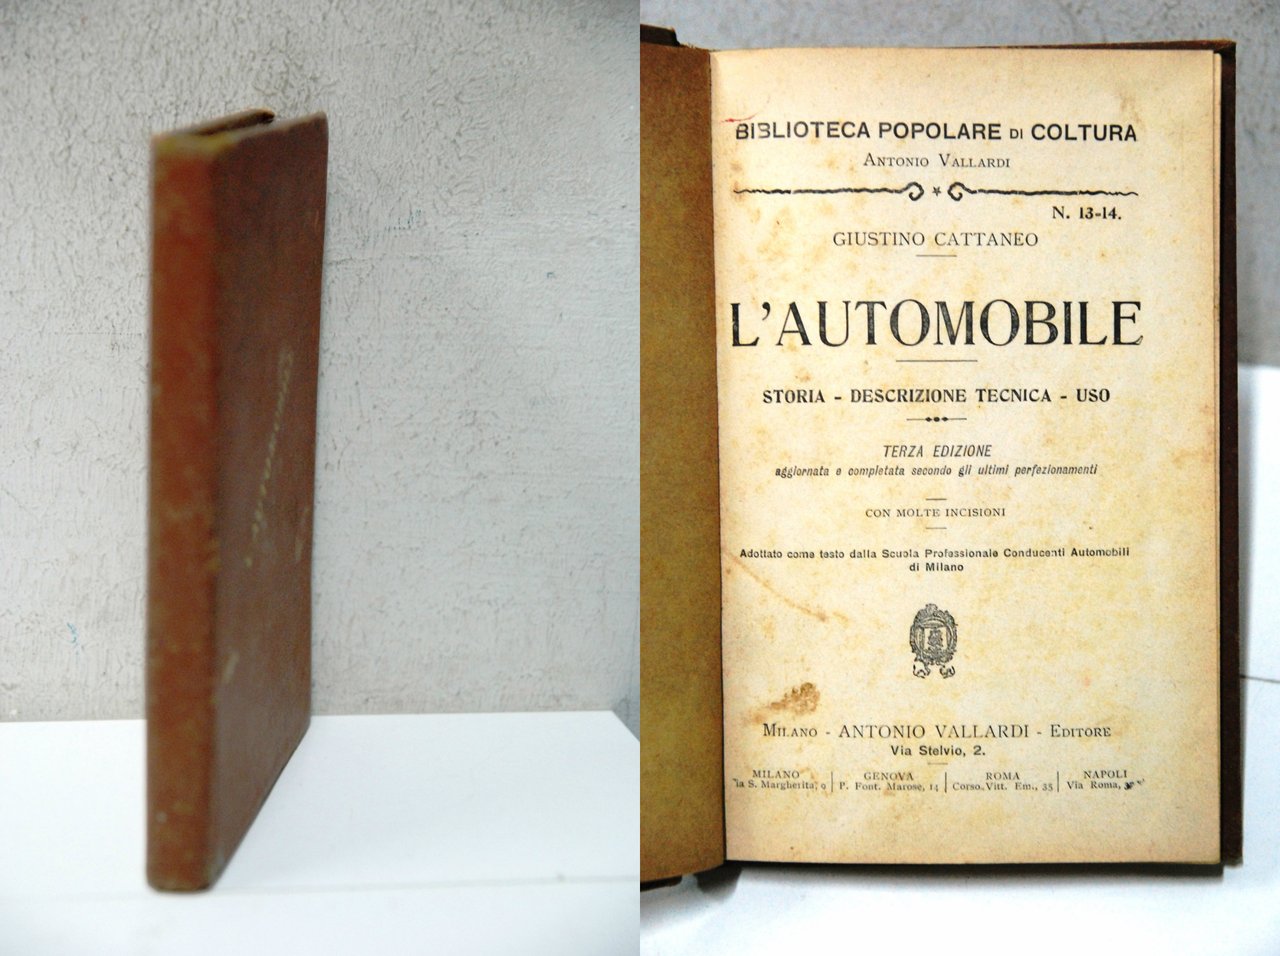 BIBLIOTECA POPOLARE DI COLTURA
ANTONIO VALLARDI
N. 13-14.
GIUSTINO CATTANEO
L'AUTOMOBILE
STORIA - DESCRIZIONE TECNICA - USO
TERZA EDIZIONE
aggiornata e completata secondo gli ultimi perfezionamenti
CON MOLTE INCISIONI
Adottato come testo dalla Scuola Professionale Conducenti Automobili
di Milano
MILANO - ANTONIO VALLARDI - EDITORE
Via Stelvio, 2.
MILANO | GENOVA | ROMA | NAPOLI
S. Margherita, 9 | P. Font. Marose, 14 | Corso Vitt. Em., 35 | Via Roma,